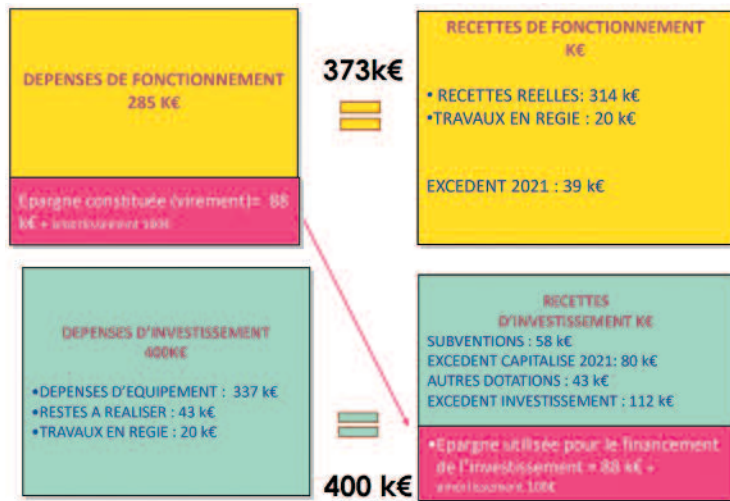 DEPENSES DE FONCTIONNEMENT
285 K€
Epargne constituée (virement)= 88
k€ +
373k€
RECETTES DE FONCTIONNEMENT
K€
• RECETTES REELLES: 314 k€
•TRAVAUX EN REGIE : 20 k€
EXCEDENT 2021 : 39 k€
DEPENSES D'INVESTISSEMENT
400K€
•DEPENSES D'EQUIPEMENT : 337 k€
•RESTES A REALISER : 43 k€
•TRAVAUX EN REGIE : 20 k€
400 k€
RECETTES
D'INVESTISSEMENT K€
SUBVENTIONS : 58 k€
EXCEDENT CAPITALISE 2021: 80 k€
AUTRES DOTATIONS : 43 k€
EXCEDENT INVESTISSEMENT : 112 k€
•Epargne utilisée pour le financement
de l'investissement = 88 k€ +